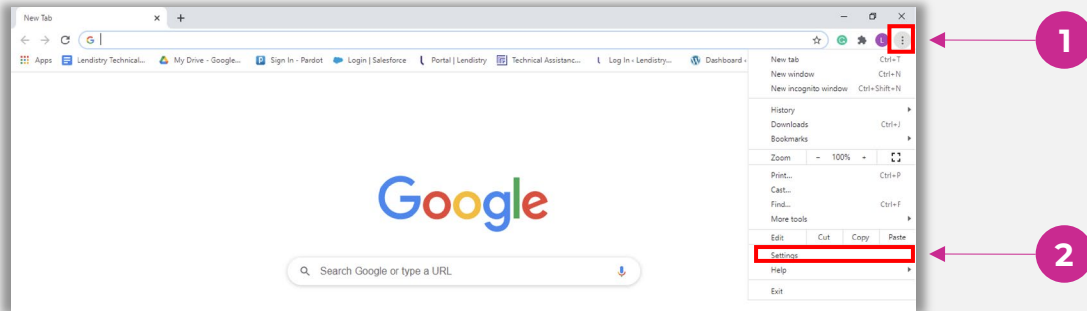 New Tab
G
L
1
Apps Lendistry Technical... My Drive - Google... Sign In - Pardot Login | Salesforce Portal | Lendistry Technical Assistanc... Log In ‹ Lendistry... Dashboard ‹
New tab Ctrl+T
New window Ctrl+N
New incognito window Ctrl+Shift+N
History
Downloads Ctrl+J
Bookmarks
Zoom - 100% +
Print... Ctrl+P
Cast...
Find... Ctrl+F
More tools
Edit Cut Copy Paste
Settings
2
Help
Exit
Google
Search Google or type a URL